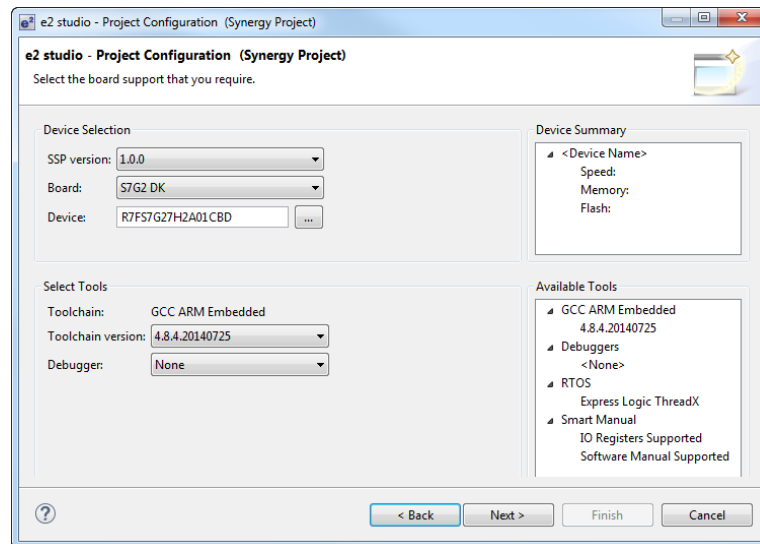 e2 studio - Project Configuration (Synergy Project)
e2 studio - Project Configuration (Synergy Project)
Select the board support that you require.
Device Selection
SSP version: 1.0.0
Board: S7G2 DK
Device: R7FS7G27H2A01CBD ...
Device Summary
<Device Name>
Speed:
Memory:
Flash:
Select Tools
Toolchain: GCC ARM Embedded
Toolchain version: 4.8.4.20140725
Debugger: None
Available Tools
GCC ARM Embedded
4.8.4.20140725
Debuggers
<None>
RTOS
Express Logic ThreadX
Smart Manual
IO Registers Supported
Software Manual Supported
? < Back Next > Finish Cancel